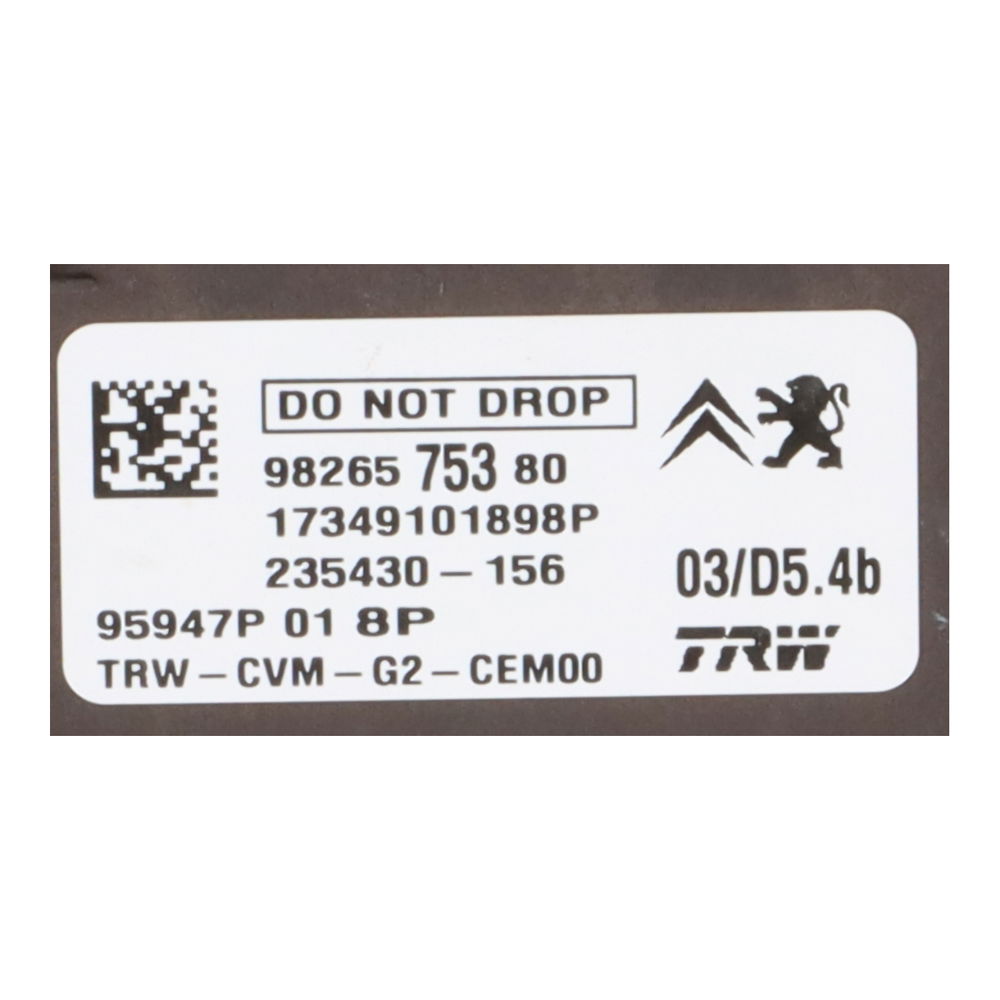 DO NOT DROP
98265 753 80
17349101898P
235430-156
03/D5.4b
95947P 01 8P
TRW-CVM-G2-CEM00
TRW